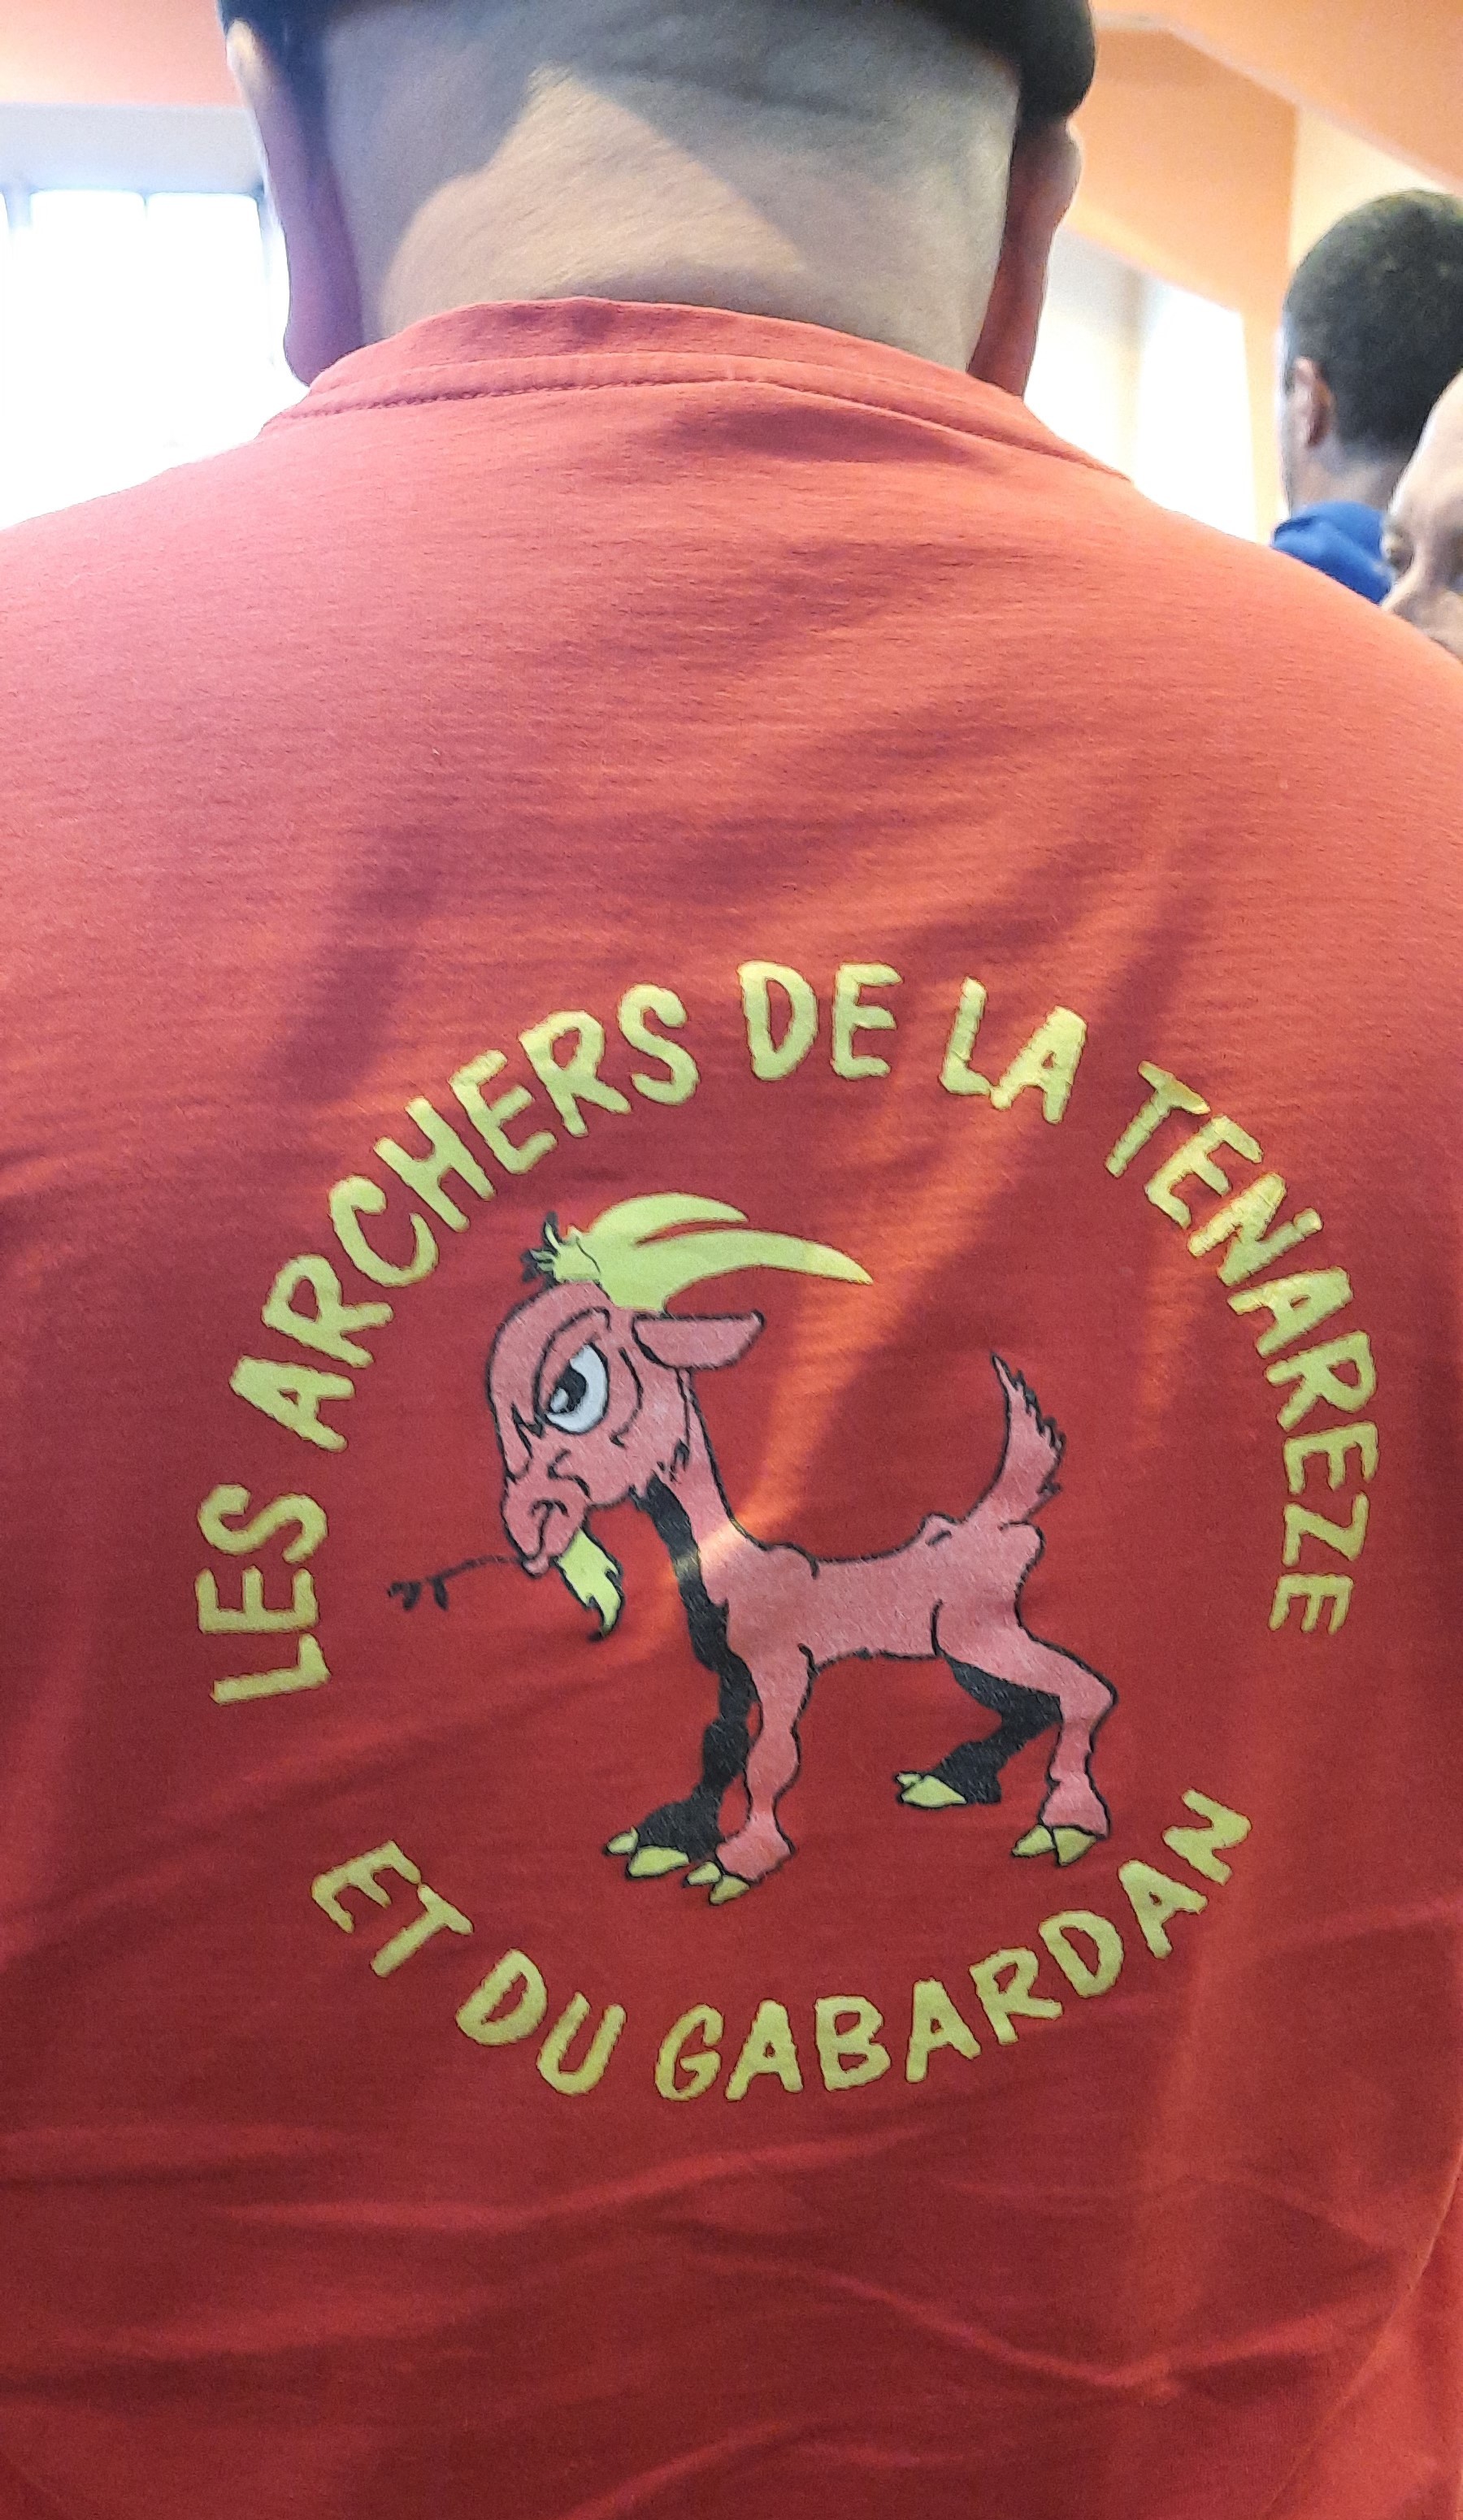 LES ARCHERS DE LA TENAREZE
ET DU GABARDAN